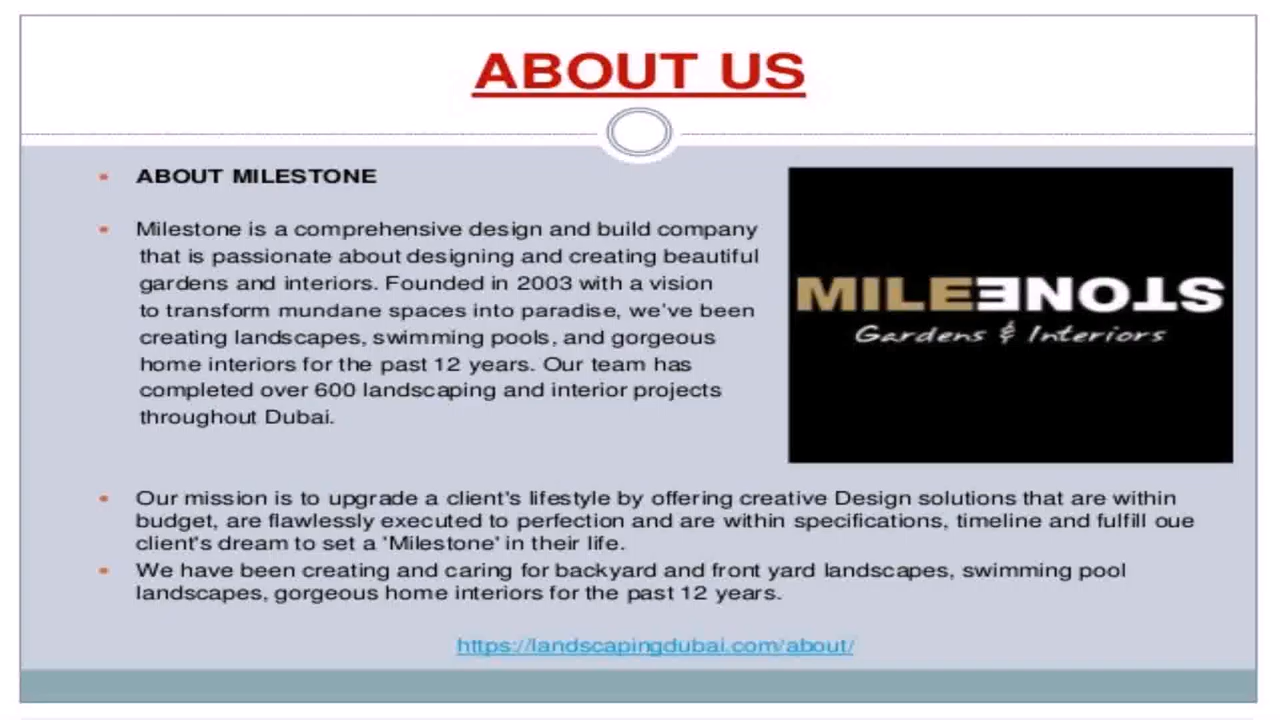 ABOUT US
ABOUT MILESTONE
Milestone is a comprehensive design and build company
that is passionate about designing and creating beautiful
gardens and interiors. Founded in 2003 with a vision
to transform mundane spaces into paradise, we've been
creating landscapes, swimming pools, and gorgeous
home interiors for the past 12 years. Our team has
completed over 600 landscaping and interior projects
throughout Dubai.
MILEENOTS
Gardens & Interiors
Our mission is to upgrade a client's lifestyle by offering creative Design solutions that are within
budget, are flawlessly executed to perfection and are within specifications, timeline and fulfill oue
client's dream to set a 'Milestone' in their life.
We have been creating and caring for backyard and front yard landscapes, swimming pool
landscapes, gorgeous home interiors for the past 12 years.
https://landscapingdubai.com/about/